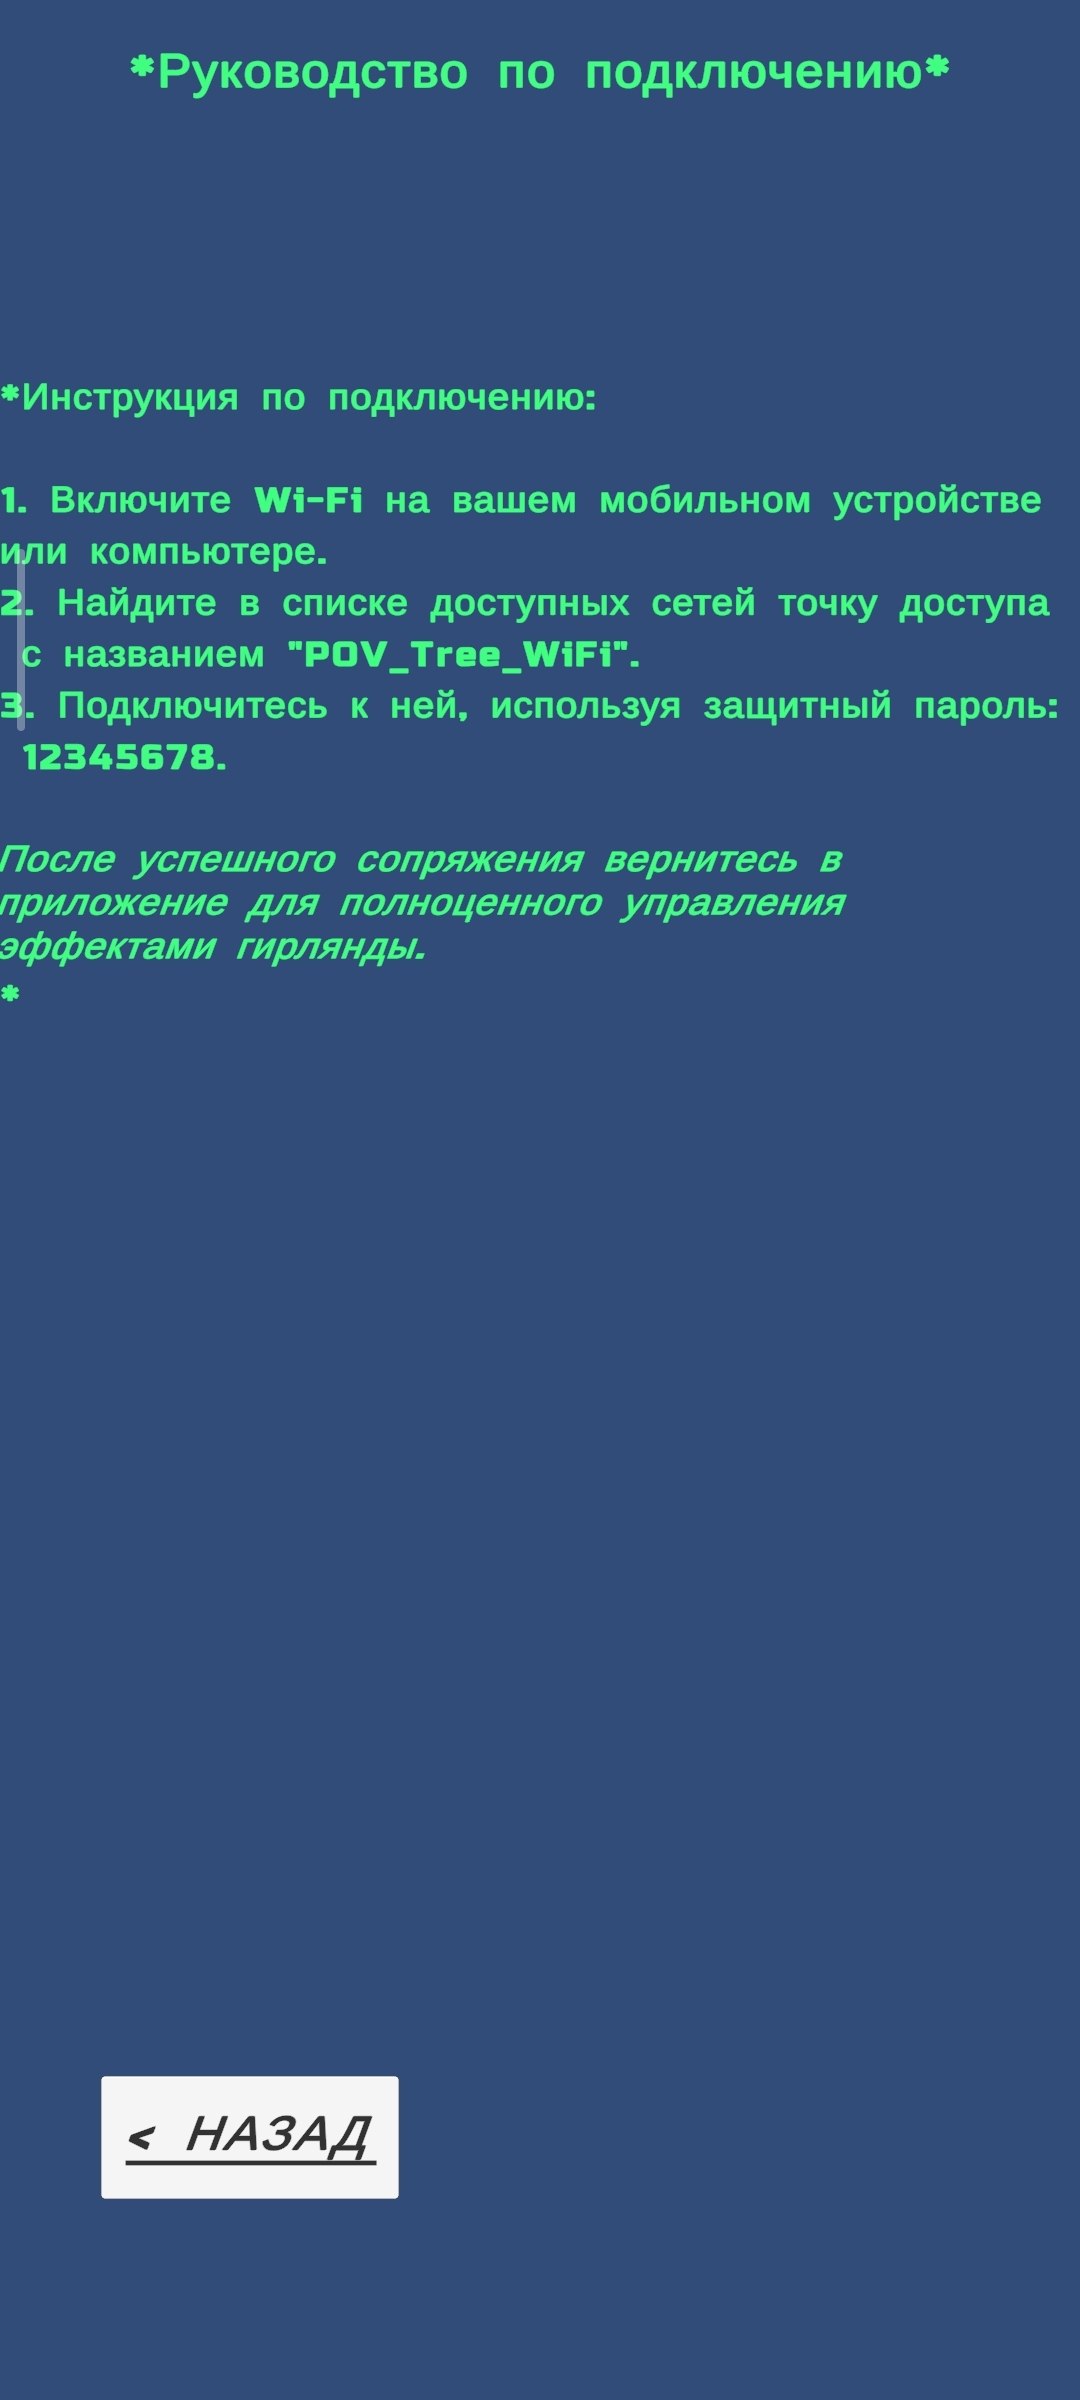 *Руководство по подключению*
*Инструкция по подключению:
1. Включите Wi-Fi на вашем мобильном устройстве
или компьютере.
2. Найдите в списке доступных сетей точку доступа
с названием "POV_Tree_WiFi".
3. Подключитесь к ней, используя защитный пароль:
12345678.
После успешного сопряжения вернитесь в
приложение для полноценного управления
эффектами гирлянды.
*
< НАЗАД